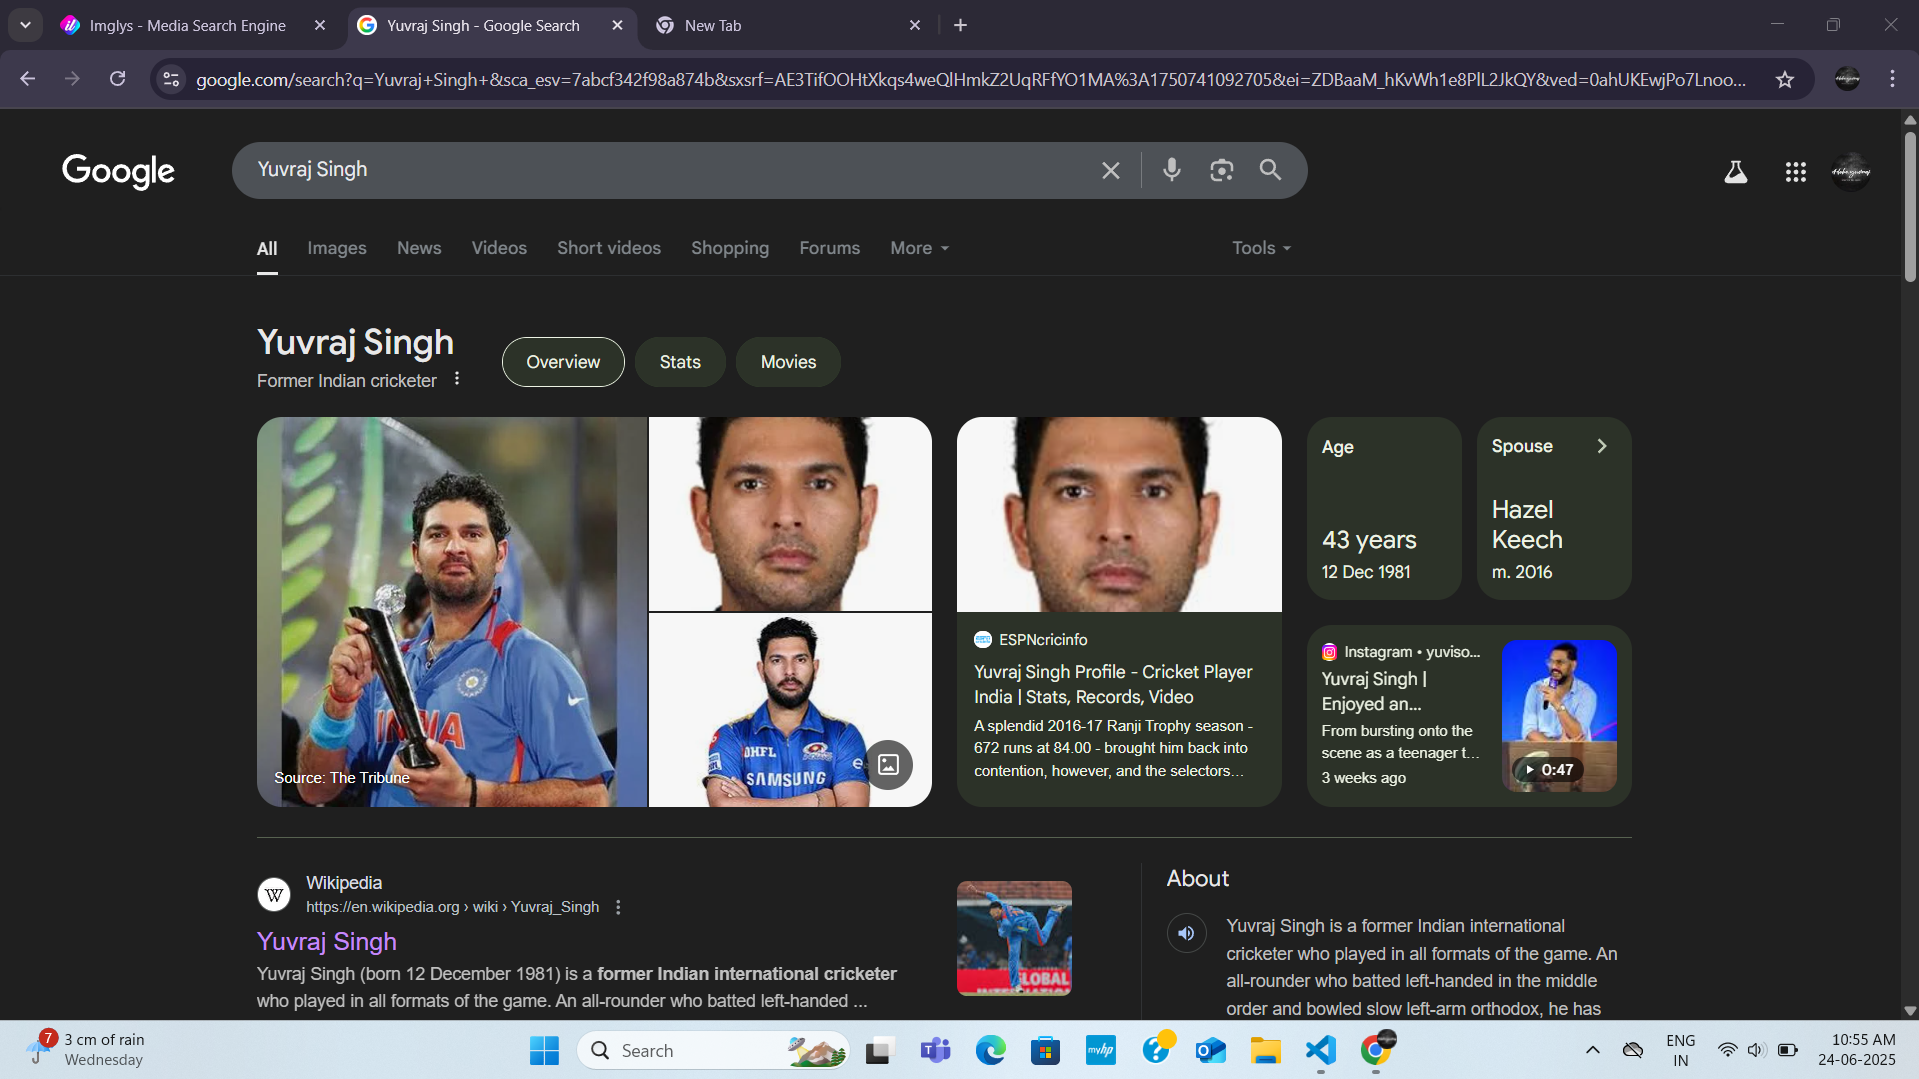 Imglys - Media Search Engine
Yuvraj Singh - Google Search
New Tab
google.com/search?q=Yuvraj+Singh+&sca_esv=7abcf342f98a874b&sxsrf=AE3TifOOHtXkqs4weQlHmkZ2UqRFfYO1MA%3A1750741092705&ei=ZDBaaM_hKvWh1e8PlL2JkQY&ved=0ahUKEwjPo7Lnoo...
Google
Yuvraj Singh
All
Images
News
Videos
Short videos
Shopping
Forums
More
Tools
Yuvraj Singh
Former Indian cricketer
Overview
Stats
Movies
INDIA
Source: The Tribune
DHFL
SAMSUNG
ESPNcricinfo
Yuvraj Singh Profile - Cricket Player
India | Stats, Records, Video
A splendid 2016-17 Ranji Trophy season -
672 runs at 84.00 - brought him back into
contention, however, and the selectors...
Age
43 years
12 Dec 1981
Spouse
Hazel
Keech
m. 2016
Instagram • yuviso...
Yuvraj Singh |
Enjoyed an...
From bursting onto the
scene as a teenager t...
3 weeks ago
0:47
W
Wikipedia
https://en.wikipedia.org › wiki › Yuvraj_Singh
Yuvraj Singh
Yuvraj Singh (born 12 December 1981) is a former Indian international cricketer
who played in all formats of the game. An all-rounder who batted left-handed ...
GLOBAL
About
Yuvraj Singh is a former Indian international
cricketer who played in all formats of the game. An
all-rounder who batted left-handed in the middle
order and bowled slow left-arm orthodox, he has
7
3 cm of rain
Wednesday
Search
myhp
ENG
IN
10:55 AM
24-06-2025